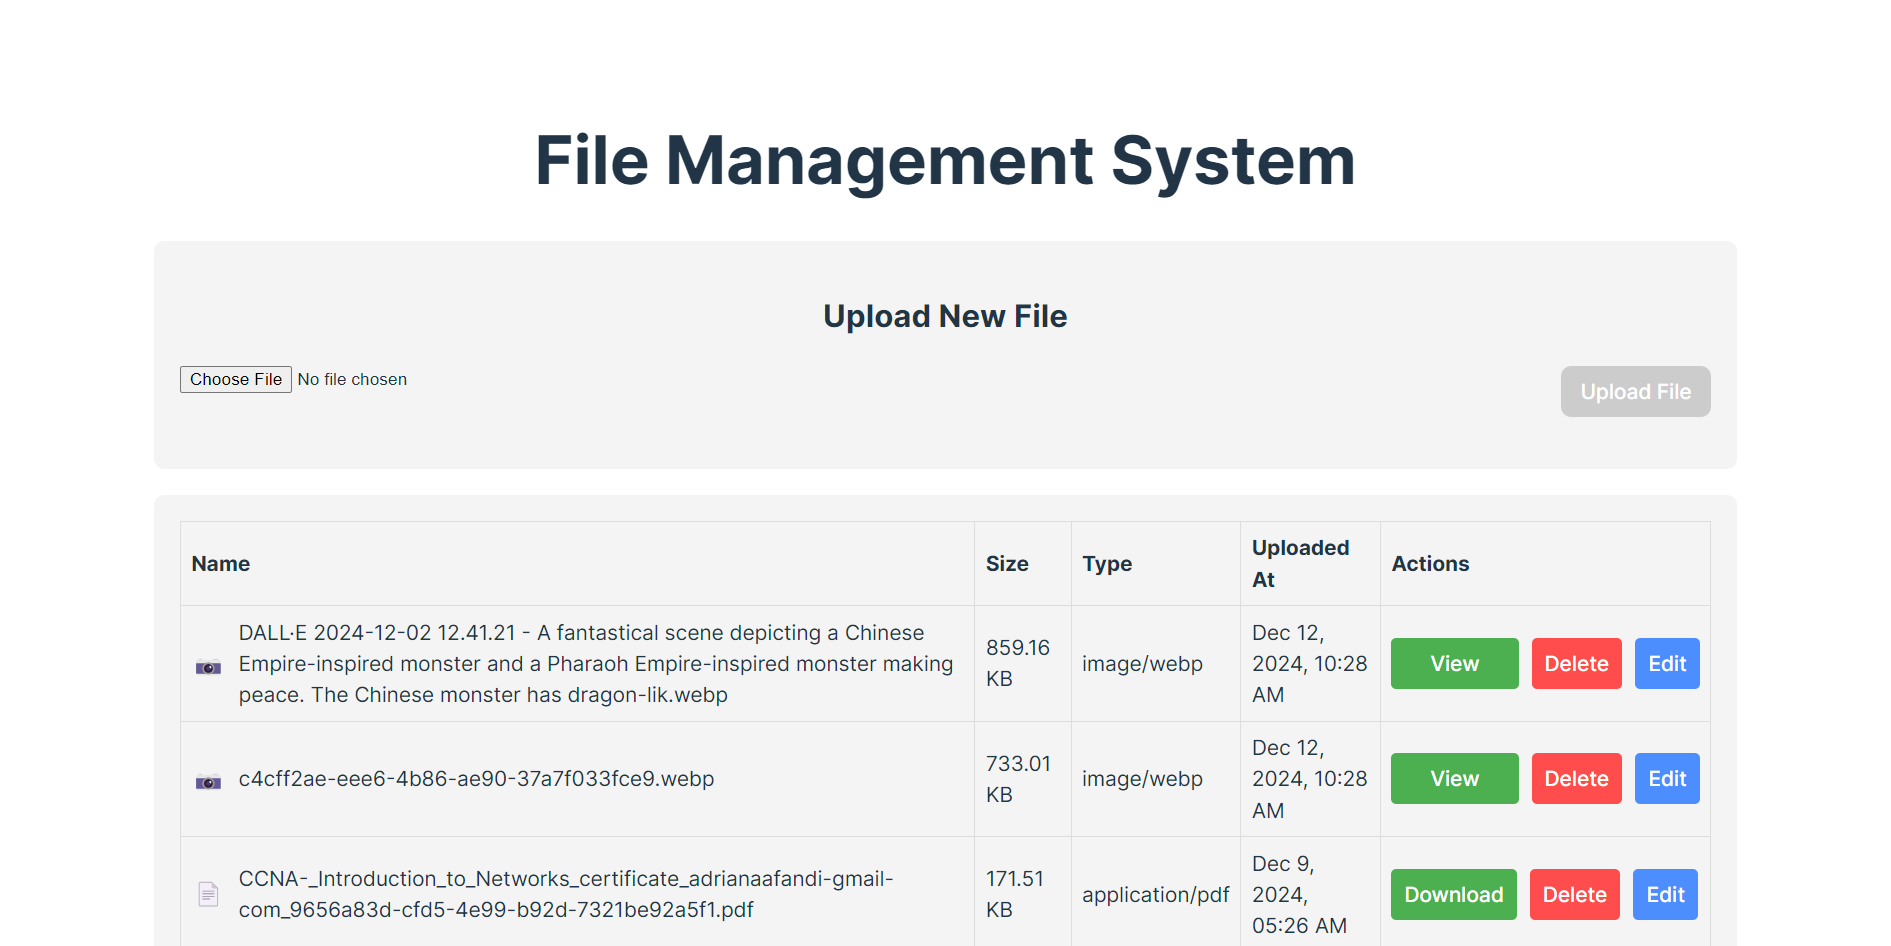 File Management System
Upload New File
Choose File No file chosen
Upload File
Name Size Type Uploaded At Actions
DALL·E 2024-12-02 12.41.21 - A fantastical scene depicting a Chinese
Empire-inspired monster and a Pharaoh Empire-inspired monster making
peace. The Chinese monster has dragon-lik.webp
859.16
KB
image/webp
Dec 12,
2024, 10:28
AM
View Delete Edit
c4cff2ae-eee6-4b86-ae90-37a7f033fce9.webp
733.01
KB
image/webp
Dec 12,
2024, 10:28
AM
View Delete Edit
CCNA-_Introduction_to_Networks_certificate_adrianaafandi-gmail-
com_9656a83d-cfd5-4e99-b92d-7321be92a5f1.pdf
171.51
KB
application/pdf
Dec 9,
2024,
05:26 AM
Download Delete Edit